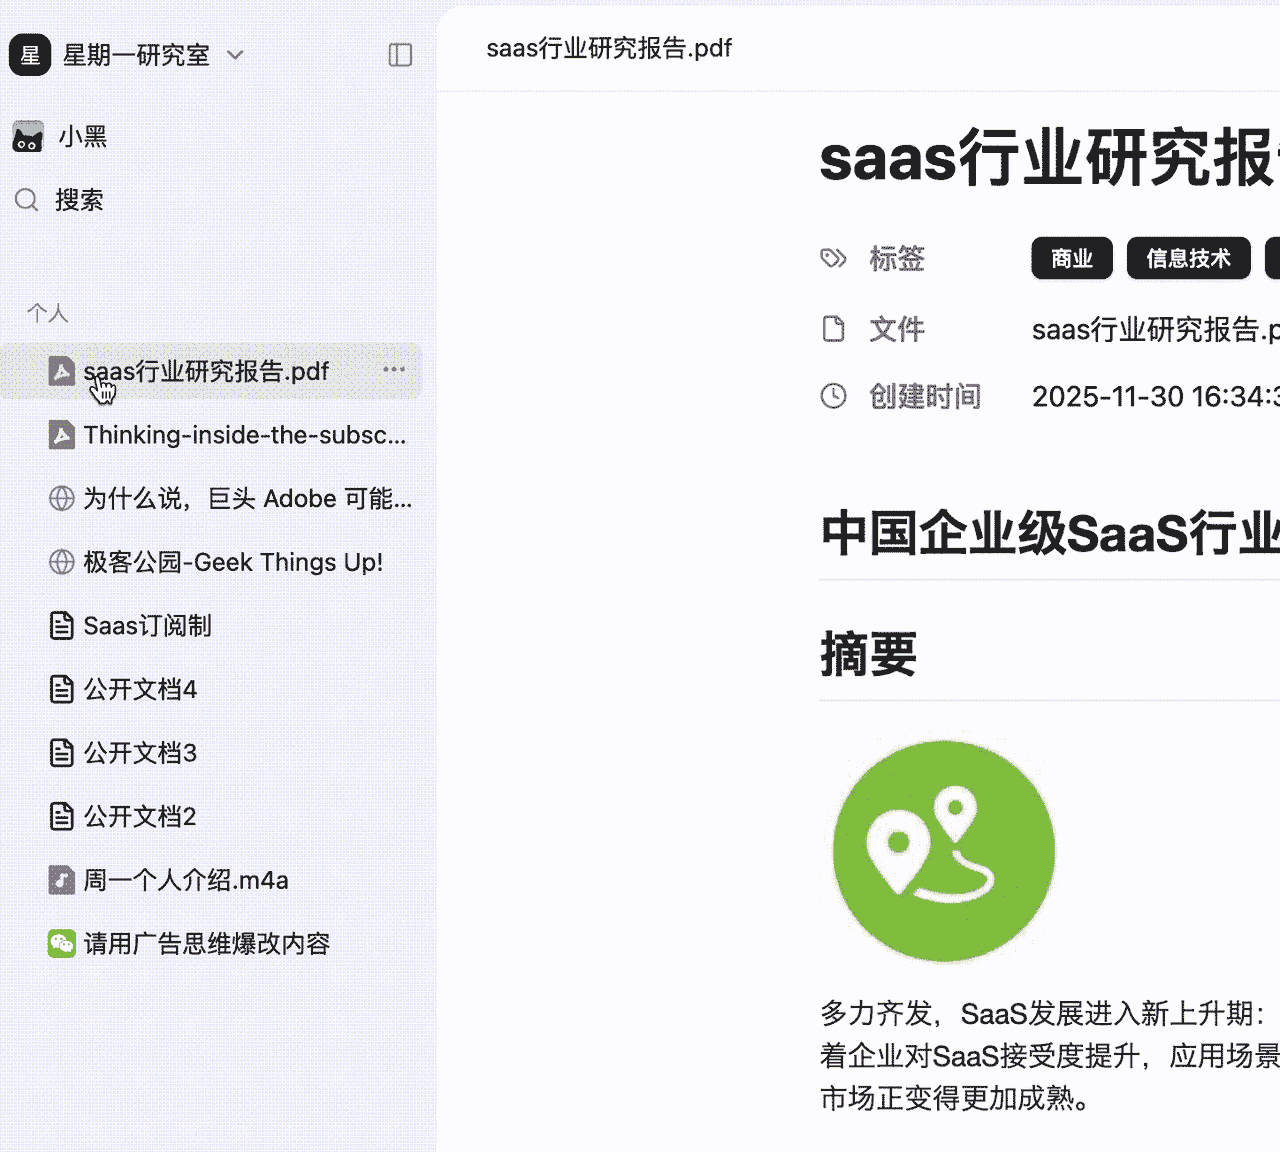 星 星期一研究室
小黑
搜索
个人
saas行业研究报告.pdf
Thinking-inside-the-subsc...
为什么说，巨头 Adobe 可能...
极客公园-Geek Things Up!
Saas订阅制
公开文档4
公开文档3
公开文档2
周一个人介绍.m4a
请用广告思维爆改内容
saas行业研究报告.pdf
saas行业研究报
标签 商业 信息技术
文件 saas行业研究报告.p
创建时间 2025-11-30 16:34:3
中国企业级SaaS行业
摘要
多力齐发，SaaS发展进入新上升期：
着企业对SaaS接受度提升，应用场景
市场正变得更加成熟。